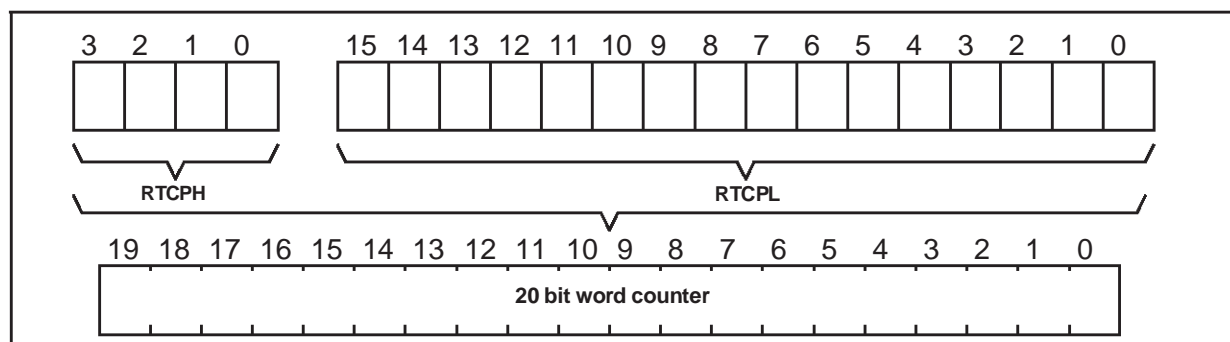 3 2 1 0 15 14 13 12 11 10 9 8 7 6 5 4 3 2 1 0
RTCPH RTCPL
19 18 17 16 15 14 13 12 11 10 9 8 7 6 5 4 3 2 1 0
20 bit word counter